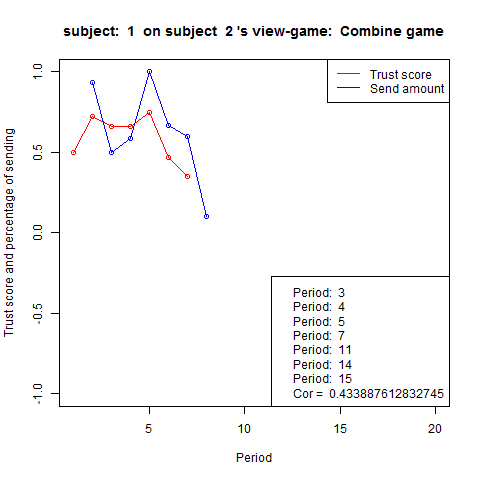 subject:  1  on subject  2 's view-game:  Combine game
Trust score
Send amount
Trust score and percentage of sending
1.0
0.5
0.0
-0.5
-1.0
Period:  3
Period:  4
Period:  5
Period:  7
Period:  11
Period:  14
Period:  15
Cor =  0.433887612832745
5 10 15 20
Period